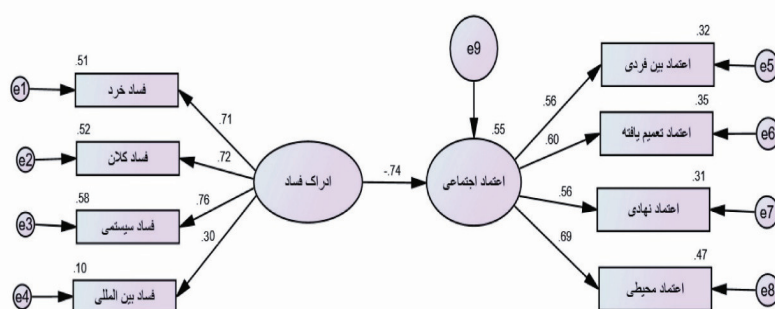 .51
e1
فساد خرد
.71
.52
e2
فساد کلان
.72
.58
e3
فساد سیستمی
.76
.10
e4
فساد بین المللی
.30
ادراک فساد
-.74
e9
.55
اعتماد اجتماعی
.56
.32
اعتماد بین فردی
e5
.60
.35
اعتماد تعمیم یافته
e6
.56
.31
اعتماد نهادی
e7
.69
.47
اعتماد محیطی
e8